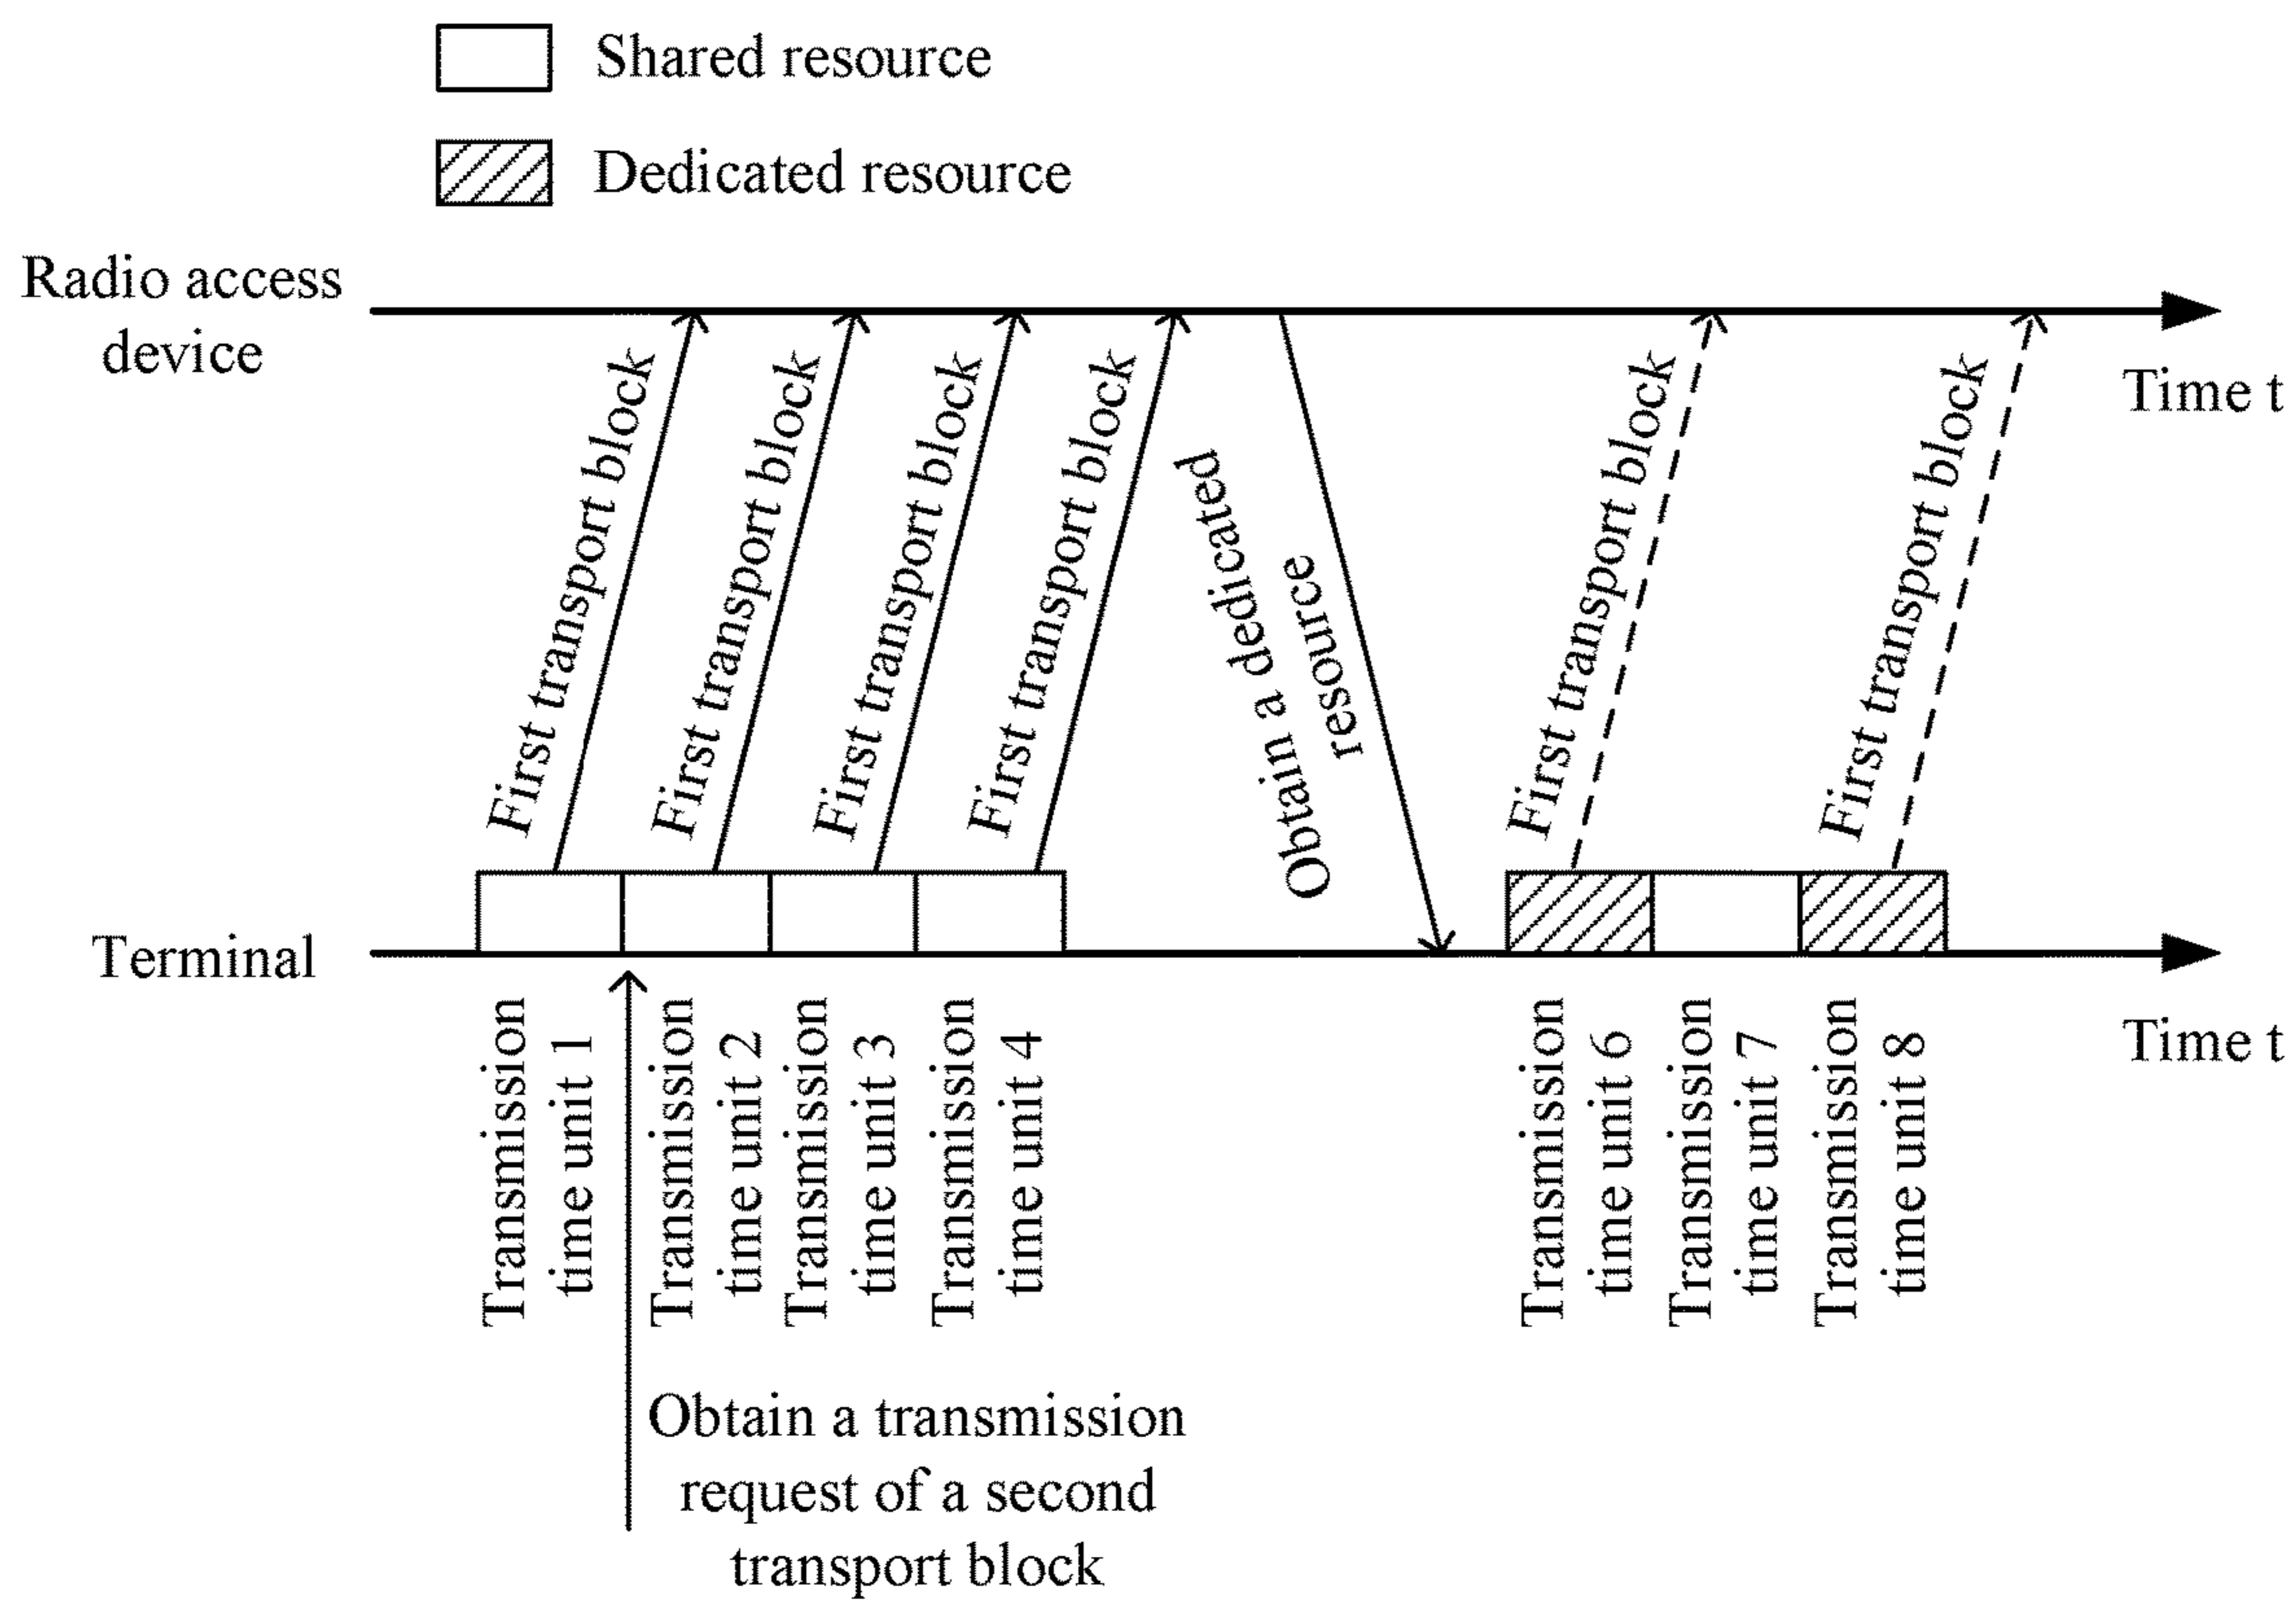 Shared resource
Dedicated resource
Radio access
device
Time t
First transport block
First transport block
First transport block
First transport block
Obtain a dedicated
resource
First transport block
First transport block
Terminal
Time t
Transmission
time unit 1
Transmission
time unit 2
Transmission
time unit 3
Transmission
time unit 4
Transmission
time unit 6
Transmission
time unit 7
Transmission
time unit 8
Obtain a transmission
request of a second
transport block